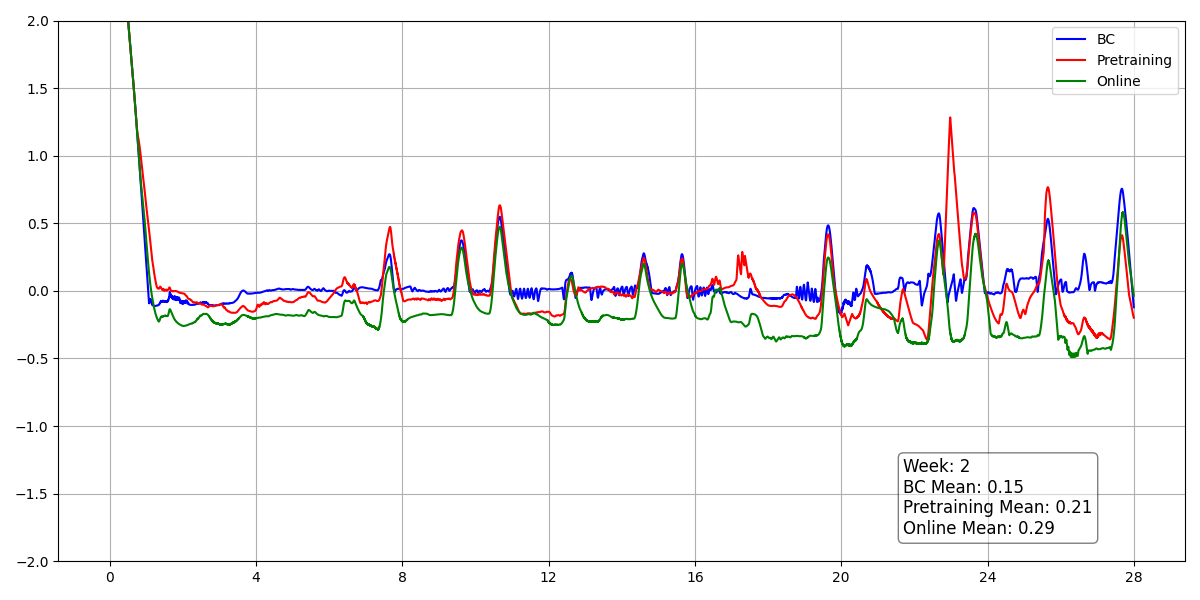 2.0
1.5
1.0
0.5
0.0
−0.5
−1.0
−1.5
−2.0
BC
Pretraining
Online
Week: 2
BC Mean: 0.15
Pretraining Mean: 0.21
Online Mean: 0.29
0 4 8 12 16 20 24 28